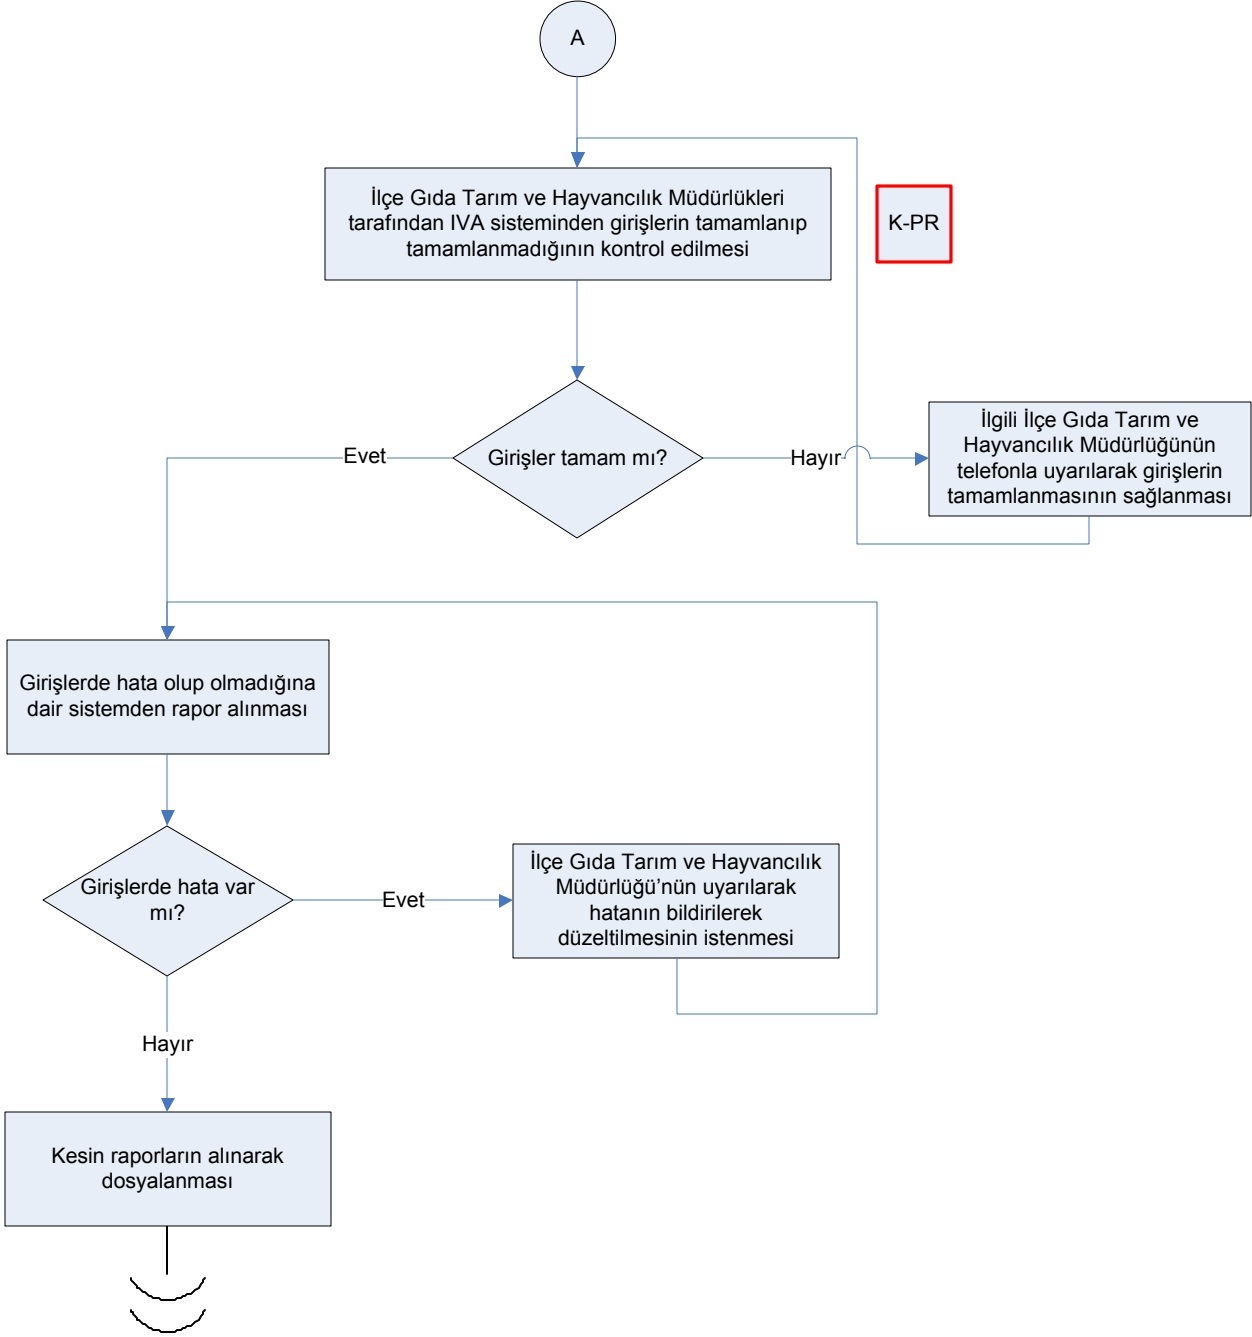 A
İlçe Gıda Tarım ve Hayvancılık Müdürlükleri
tarafından IVA sisteminden girişlerin tamamlanıp
tamamlanmadığının kontrol edilmesi
K-PR
Girişler tamam mı?
Evet
Hayır
İlgili İlçe Gıda Tarım ve
Hayvancılık Müdürlüğünün
telefonla uyarılarak girişlerin
tamamlanmasının sağlanması
Girişlerde hata olup olmadığına
dair sistemden rapor alınması
Girişlerde hata var
mı?
Evet
İlçe Gıda Tarım ve Hayvancılık
Müdürlüğü’nün uyarılarak
hatanın bildirilerek
düzeltilmesinin istenmesi
Hayır
Kesin raporların alınarak
dosyalanması